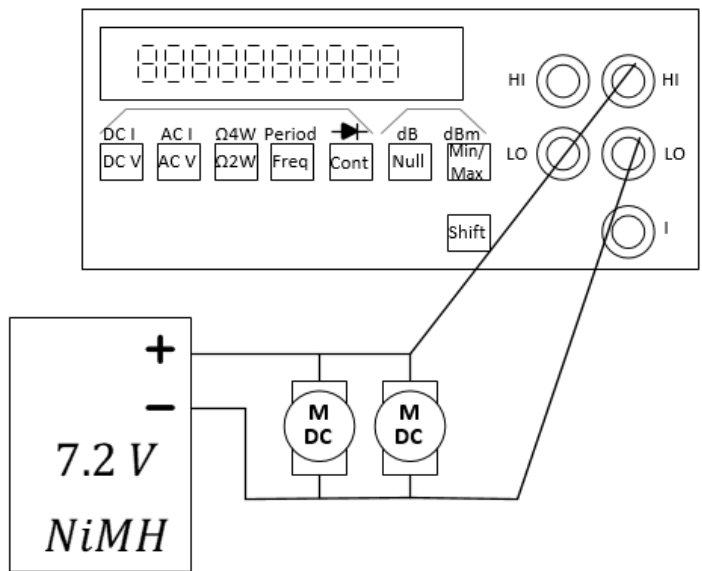 HI
HI
DC I AC I Ω4W Period dB dBm
DC V AC V Ω2W Freq Cont Null Min/
Max
LO
LO
Shift
I
+
−
7.2 V
NiMH
M
DC
M
DC